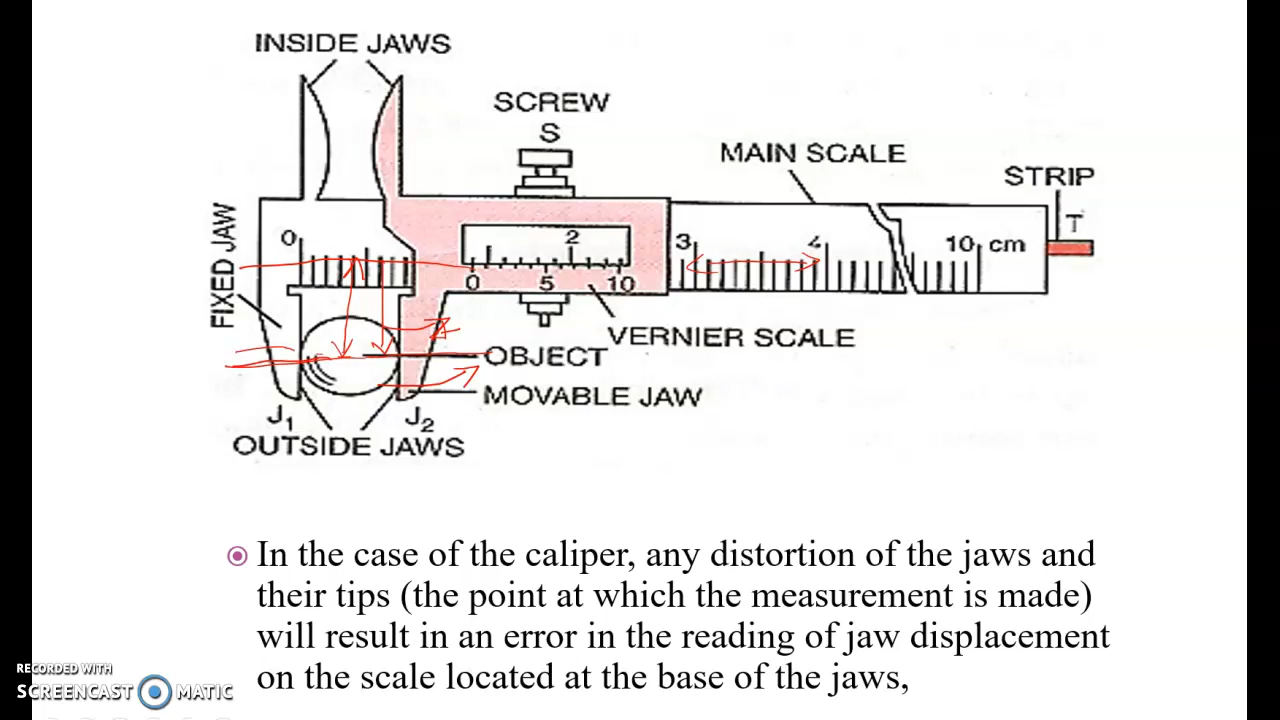 INSIDE JAWS
SCREW
S
MAIN SCALE
STRIP
T
FIXED JAW
0
2
3
4
10 cm
0 5 10
VERNIER SCALE
OBJECT
MOVABLE JAW
J1 J2
OUTSIDE JAWS
In the case of the caliper, any distortion of the jaws and
their tips (the point at which the measurement is made)
will result in an error in the reading of jaw displacement
on the scale located at the base of the jaws,
RECORDED WITH
SCREENCAST MATIC